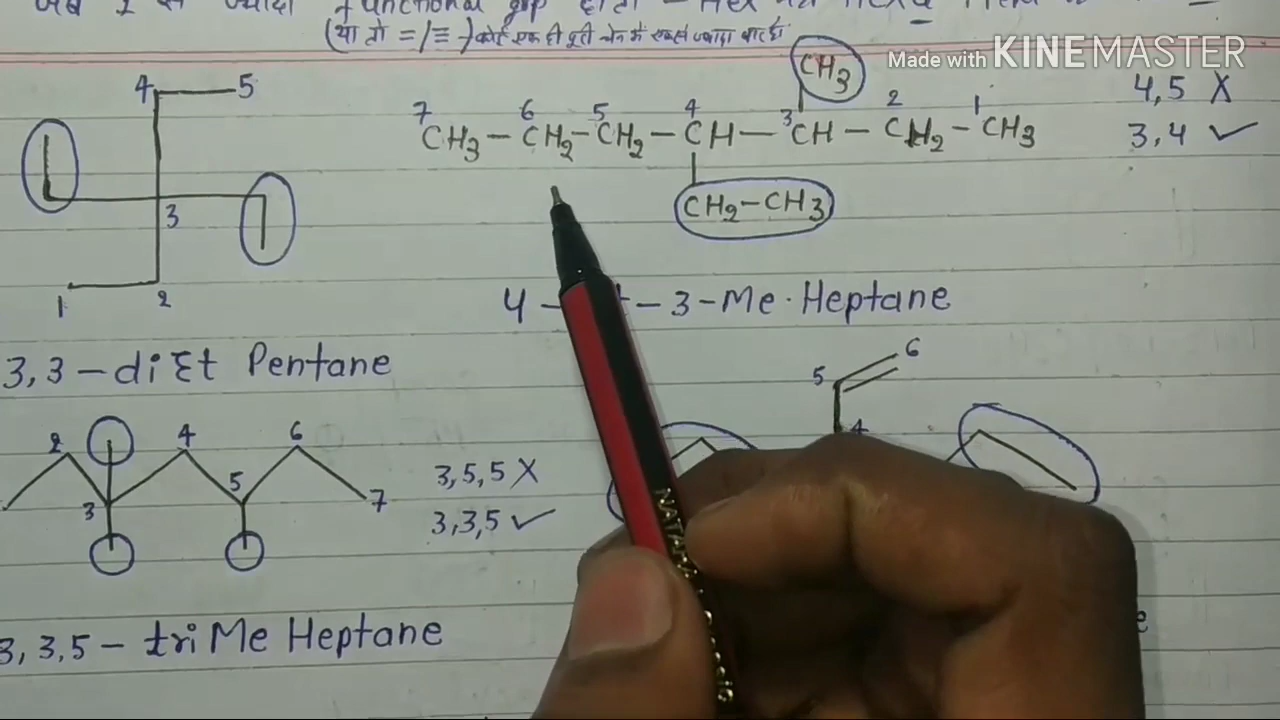 functional grp
(या तो =/≡ -) कोई एक ही पूरी चेन में सबसे ज्यादा बार हो
Made with KINEMASTER
4 5
3
1 2
CH3
7 6 5 4 3 2 1
CH3 - CH2 - CH2 - CH - CH - CH2 - CH3
CH2-CH3
4,5 X
3,4 ✓
4 - - 3 - Me · Heptane
3,3 - di Et Pentane
6
5
4
2 4 6
3 5 7
3,5,5 X
3,3,5 ✓
3,3,5 - tri Me Heptane
NATARAJ